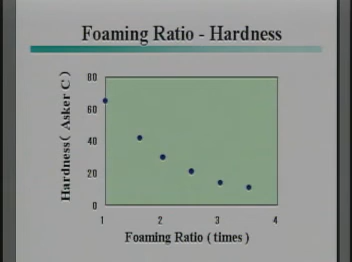 Foaming Ratio - Hardness
Hardness( Asker C )
80
60
40
20
0
1 2 3 4
Foaming Ratio ( times )